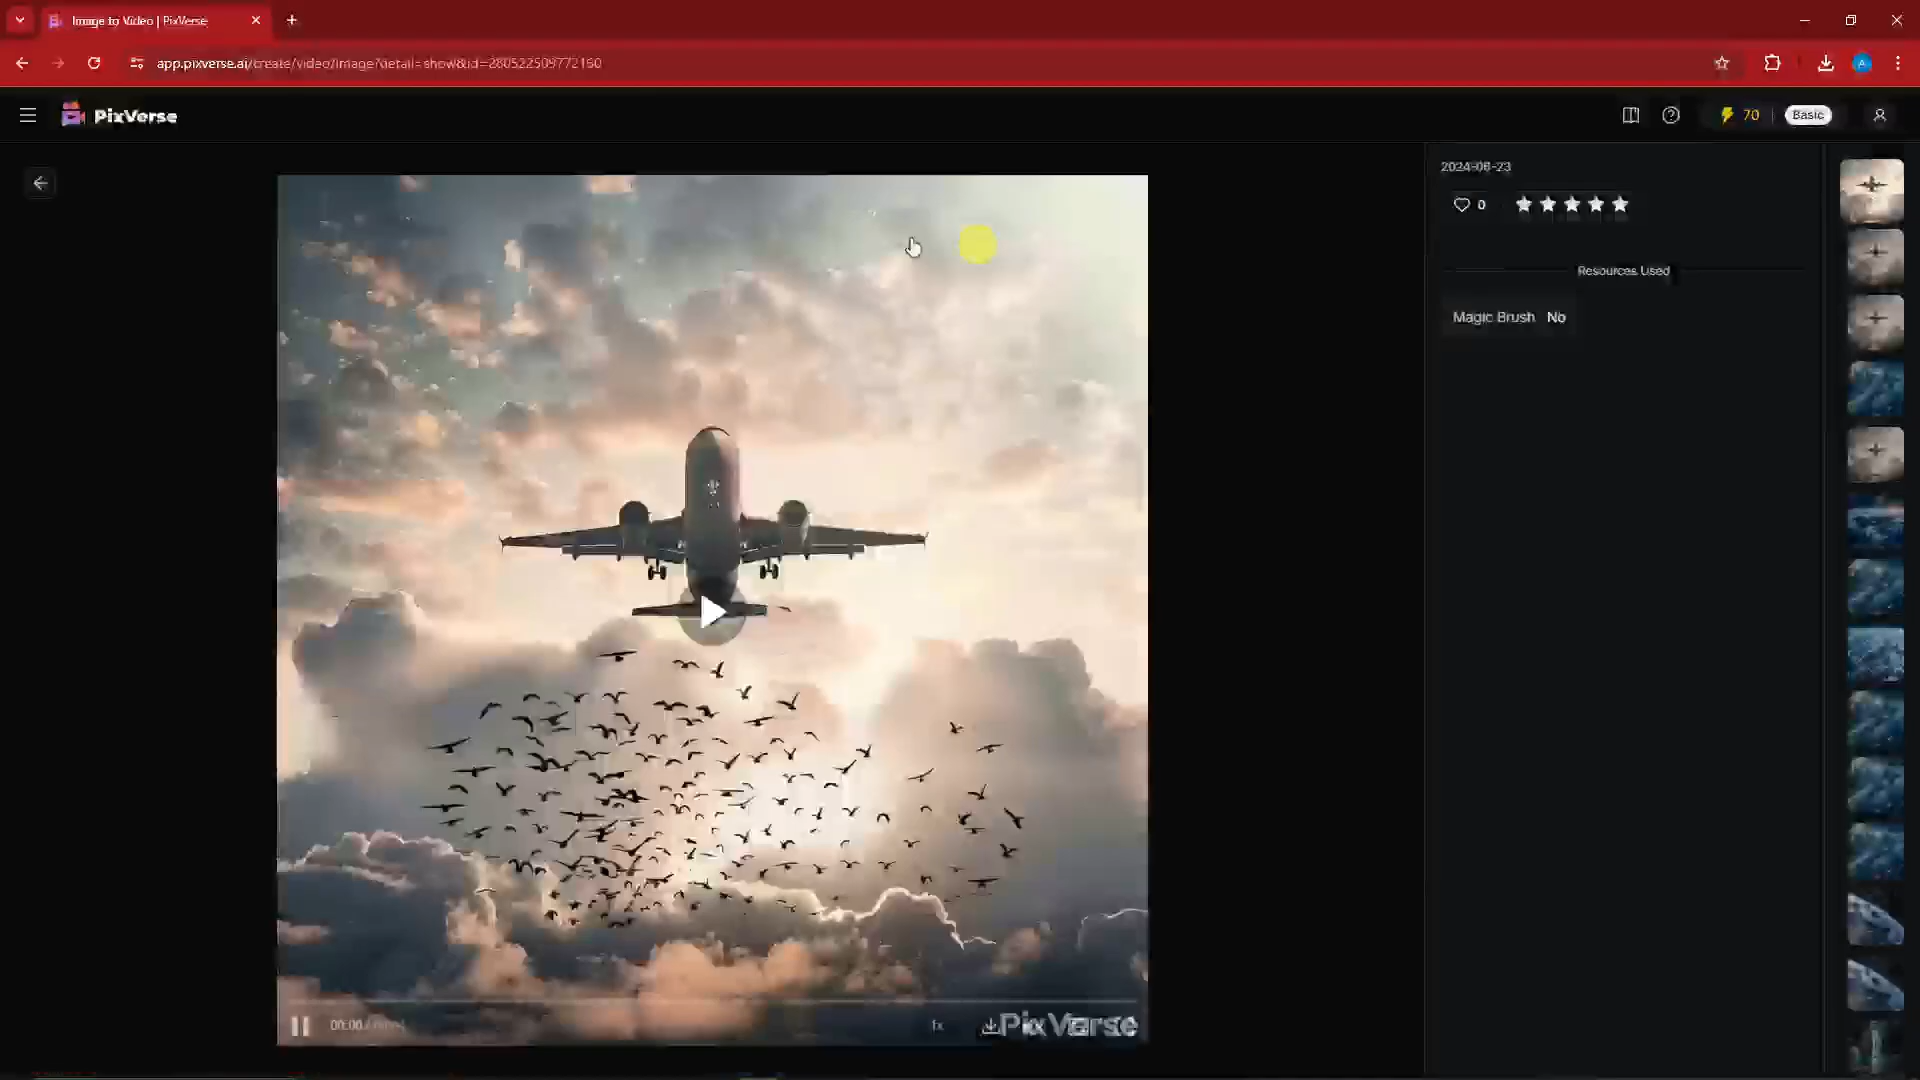 Image to Video | PixVerse
app.pixverse.ai/create/video/image?detail=show&id=280522509772160
PixVerse
70
Basic
2024-06-23
0
Resources Used
Magic Brush No
00:00 /
1x
PixVerse